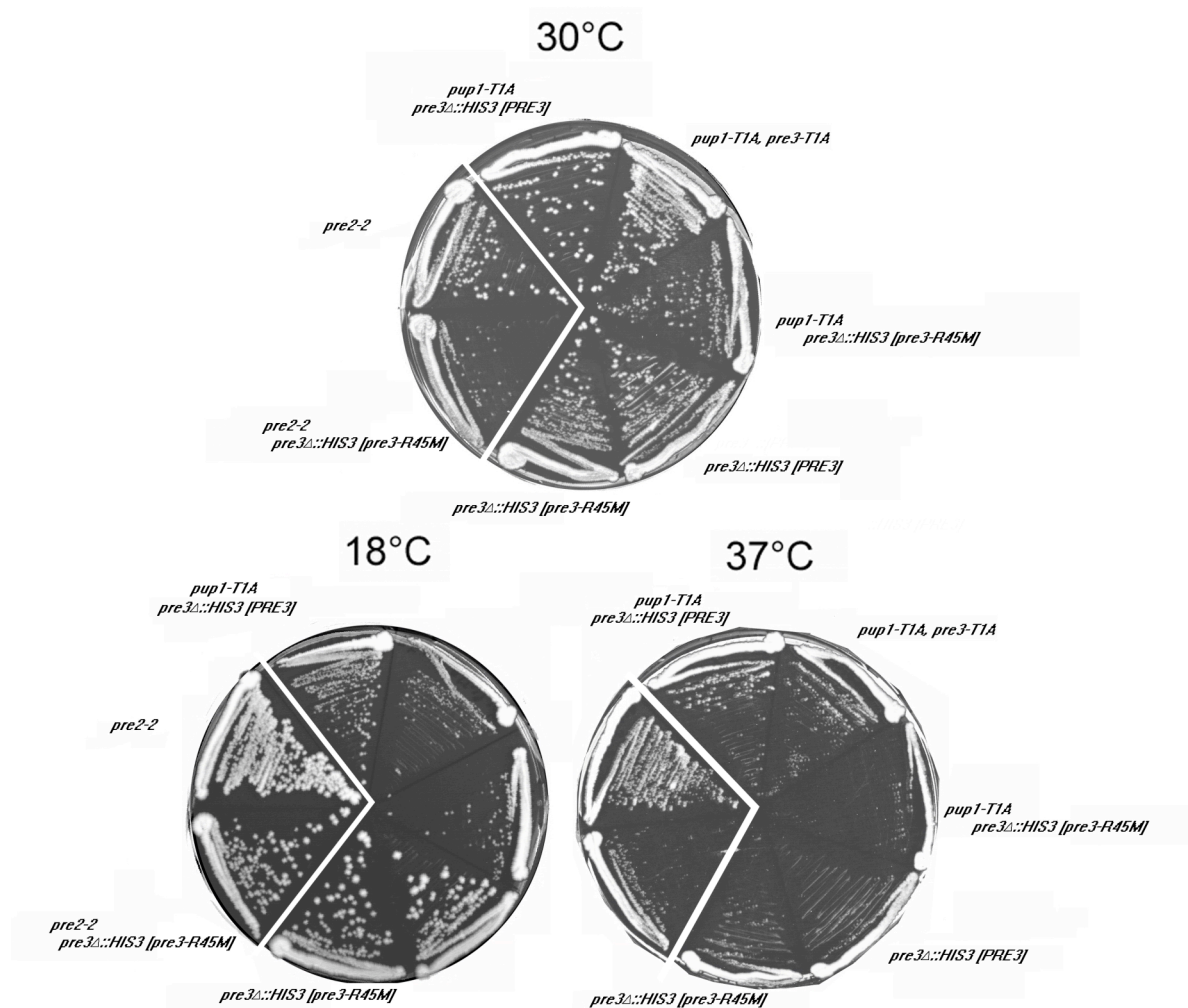 30°C
pup1-T1A
pre3Δ::HIS3 [PRE3]
pup1-T1A, pre3-T1A
pre2-2
pup1-T1A
pre3Δ::HIS3 [pre3-R45M]
pre2-2
pre3Δ::HIS3 [pre3-R45M]
pre3Δ::HIS3 [PRE3]
pre3Δ::HIS3 [pre3-R45M]
18°C
pup1-T1A
pre3Δ::HIS3 [PRE3]
pre2-2
pre2-2
pre3Δ::HIS3 [pre3-R45M]
pre3Δ::HIS3 [pre3-R45M]
37°C
pup1-T1A
pre3Δ::HIS3 [PRE3]
pup1-T1A, pre3-T1A
pup1-T1A
pre3Δ::HIS3 [pre3-R45M]
pre3Δ::HIS3 [PRE3]
pre3Δ::HIS3 [pre3-R45M]